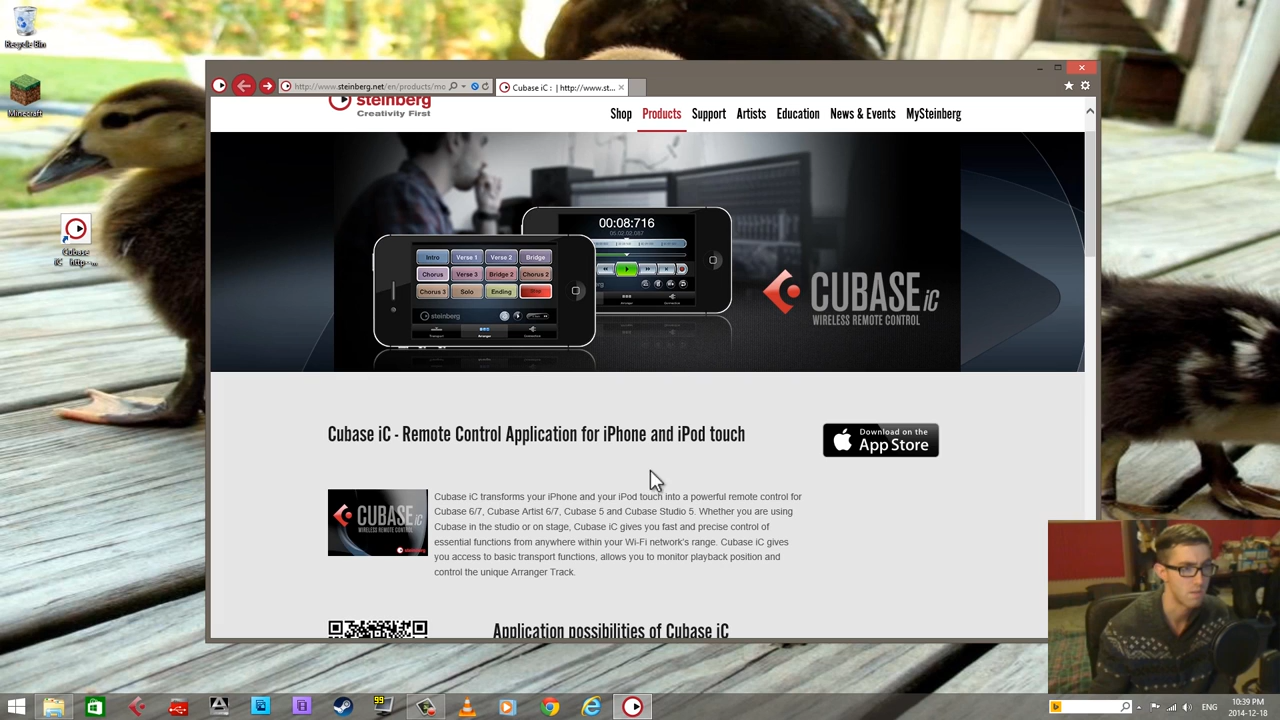 Recycle Bin
Minecraft
Cubase
iC http--...
http://www.steinberg.net/en/products/mo
Cubase iC : | http://www.st...
steinberg
Creativity First
Shop
Products
Support
Artists
Education
News & Events
MySteinberg
00:08:716
Intro
Verse 1
Verse 2
Bridge
Chorus
Verse 3
Bridge 2
Chorus 2
Chorus 3
Solo
Ending
steinberg
Transport
Arranger
CUBASE iC
WIRELESS REMOTE CONTROL
Cubase iC - Remote Control Application for iPhone and iPod touch
Download on the
App Store
CUBASE iC
WIRELESS REMOTE CONTROL
steinberg
Cubase iC transforms your iPhone and your iPod touch into a powerful remote control for
Cubase 6/7, Cubase Artist 6/7, Cubase 5 and Cubase Studio 5. Whether you are using
Cubase in the studio or on stage, Cubase iC gives you fast and precise control of
essential functions from anywhere within your Wi-Fi network's range. Cubase iC gives
you access to basic transport functions, allows you to monitor playback position and
control the unique Arranger Track.
Application possibilities of Cubase iC
99
ENG
10:39 PM
2014-12-18